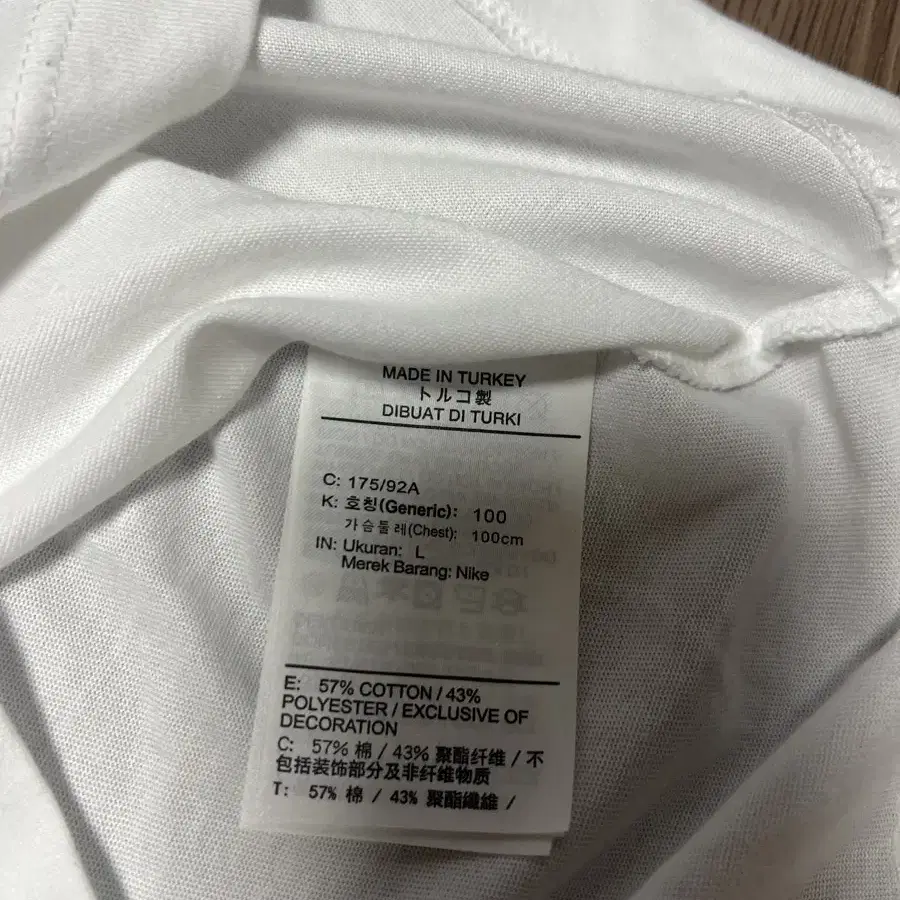 MADE IN TURKEY
トルコ製
DIBUAT DI TURKI
C: 175/92A
K: 호칭(Generic): 100
가슴둘레(Chest): 100cm
IN: Ukuran: L
Merek Barang: Nike
E: 57% COTTON / 43%
POLYESTER / EXCLUSIVE OF
DECORATION
C: 57% 棉 / 43% 聚酯纤维 / 不
包括装饰部分及非纤维物质
T: 57% 棉 / 43% 聚酯纖維 /